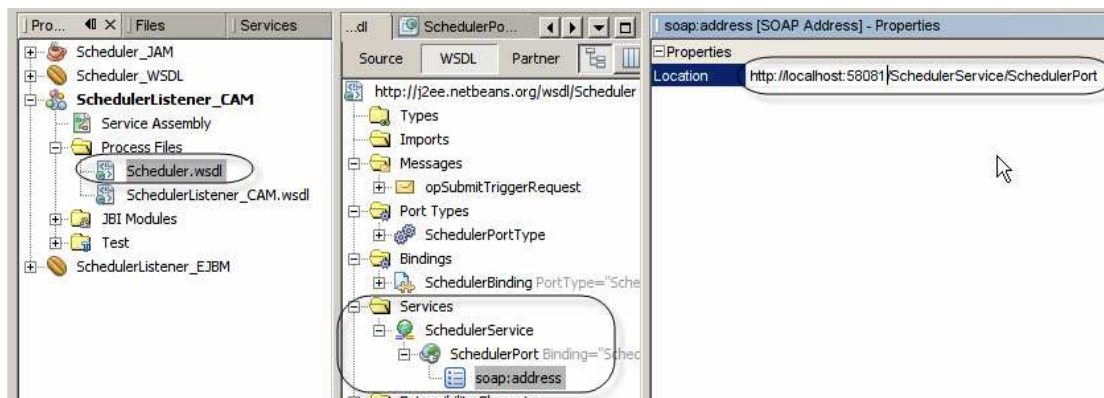 Pro...
Files
Services
Scheduler_JAM
Scheduler_WSDL
SchedulerListener_CAM
Service Assembly
Process Files
Scheduler.wsdl
SchedulerListener_CAM.wsdl
JBI Modules
Test
SchedulerListener_EJBM
...dl
SchedulerPo...
Source WSDL Partner
http://j2ee.netbeans.org/wsdl/Scheduler
Types
Imports
Messages
opSubmitTriggerRequest
Port Types
SchedulerPortType
Bindings
SchedulerBinding PortType="Sche
Services
SchedulerService
SchedulerPort Binding="Sched
soap:address
soap:address [SOAP Address] - Properties
Properties
Location http://localhost:58081/SchedulerService/SchedulerPort